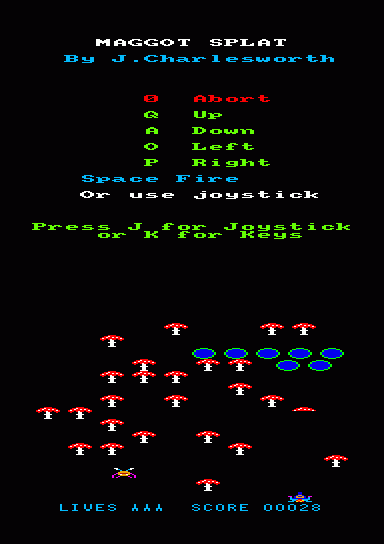 MAGGOT SPLAT
By J.Charlesworth
0 Abort
Q Up
A Down
O Left
P Right
Space Fire
Or use joystick
Press J for Joystick
or K for Keys
LIVES SCORE 00028